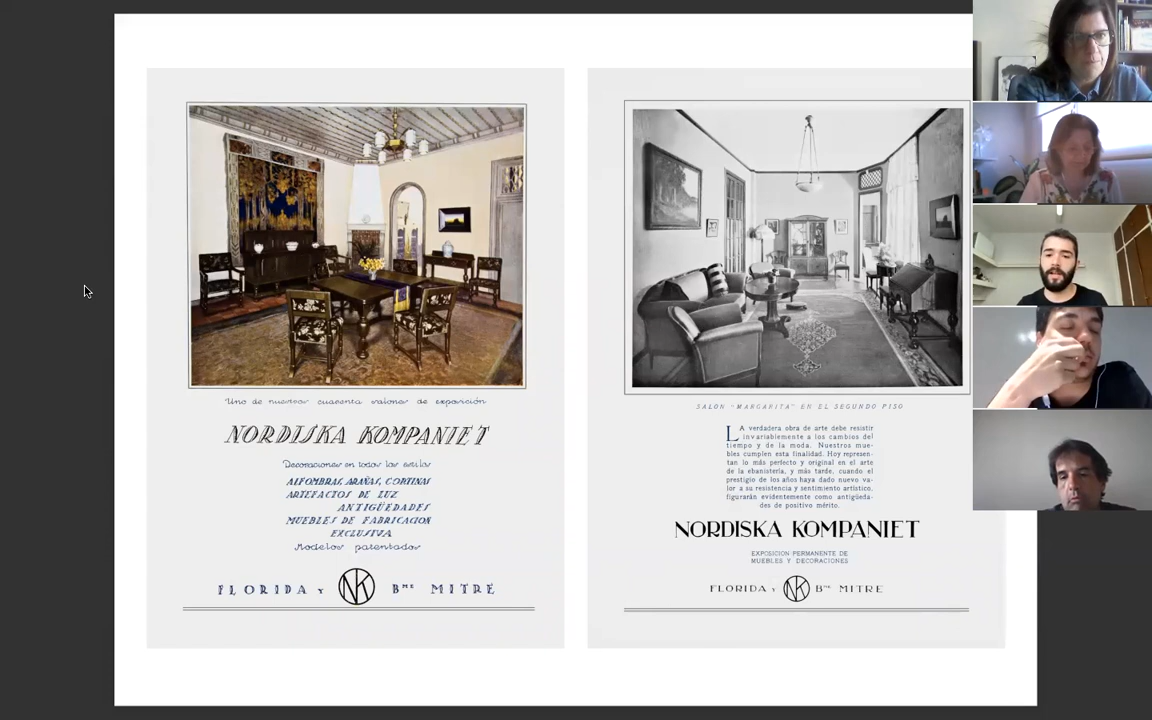 Uno de nuestros cuarenta salones de exposición
NORDISKA KOMPANIET
Decoraciones en todos los estilos
ALFOMBRAS, ARAÑAS, CORTINAS
ARTEFACTOS DE LUZ
ANTIGÜEDADES
MUEBLES DE FABRICACION
EXCLUSIVA
Modelos patentados
FLORIDA Y NK Bme MITRE
SALON "MARGARITA" EN EL SEGUNDO PISO
LA verdadera obra de arte debe resistir
invariablemente a los cambios del
tiempo y de la moda. Nuestros mue-
bles cumplen esta finalidad. Hoy represen-
tan lo más perfecto y original en el arte
de la ebanistería, y más tarde, cuando el
prestigio de los años haya dado nuevo va-
lor a su resistencia y sentimiento artístico,
figurarán evidentemente como antigüeda-
des de positivo mérito.
NORDISKA KOMPANIET
EXPOSICION PERMANENTE DE
MUEBLES Y DECORACIONES
FLORIDA Y NK Bme MITRE